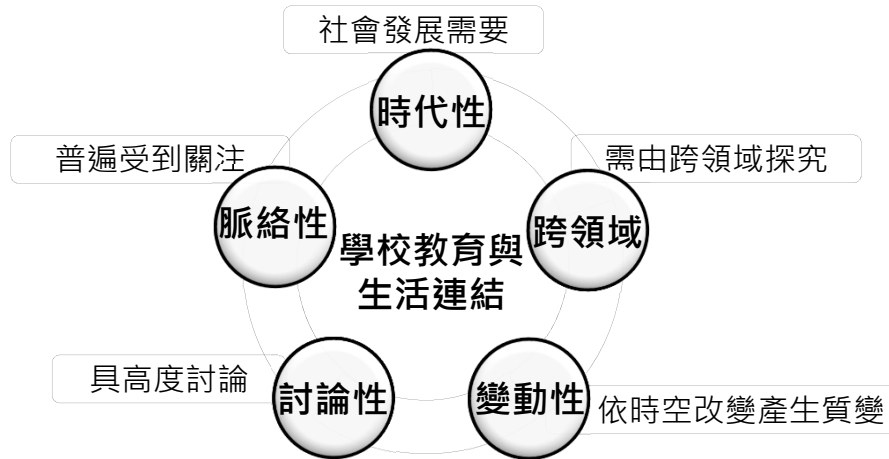 社會發展需要
時代性
普遍受到關注
需由跨領域探究
脈絡性
跨領域
學校教育與
生活連結
具高度討論
討論性
變動性
依時空改變產生質變